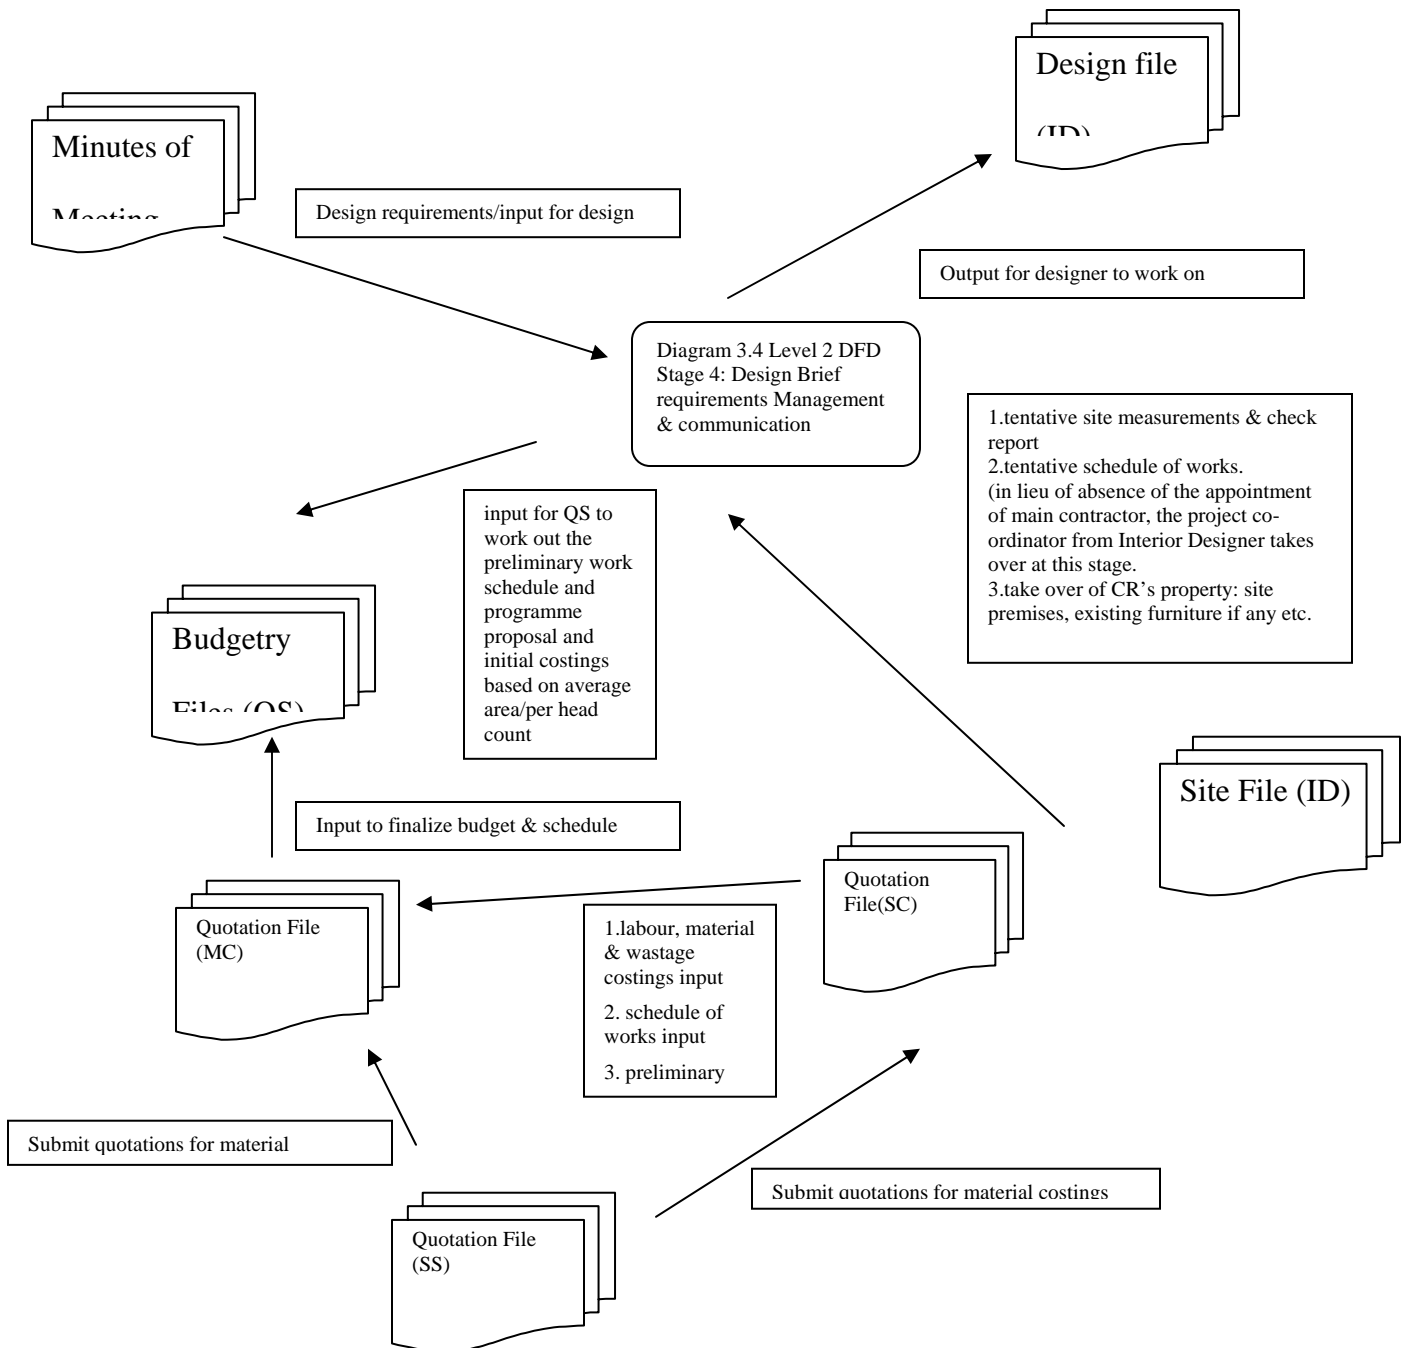 Design file
(ID)
Minutes of
Meeting
Design requirements/input for design
Output for designer to work on
Diagram 3.4 Level 2 DFD
Stage 4: Design Brief
requirements Management
& communication
1.tentative site measurements & check
report
2.tentative schedule of works.
(in lieu of absence of the appointment
of main contractor, the project co-
ordinator from Interior Designer takes
over at this stage.
3.take over of CR’s property: site
premises, existing furniture if any etc.
input for QS to
work out the
preliminary work
schedule and
programme
proposal and
initial costings
based on average
area/per head
count
Budgetry
Files (QS)
Site File (ID)
Input to finalize budget & schedule
Quotation
File(SC)
Quotation File
(MC)
1.labour, material
& wastage
costings input
2. schedule of
works input
3. preliminary
Submit quotations for material
Submit quotations for material costings
Quotation File
(SS)